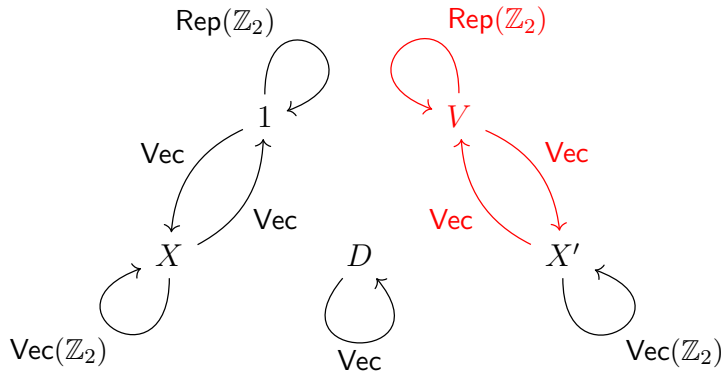 Rep(ℤ₂)
Rep(ℤ₂)
1
V
Vec
Vec
Vec
Vec
X
D
X′
Vec(ℤ₂)
Vec
Vec(ℤ₂)